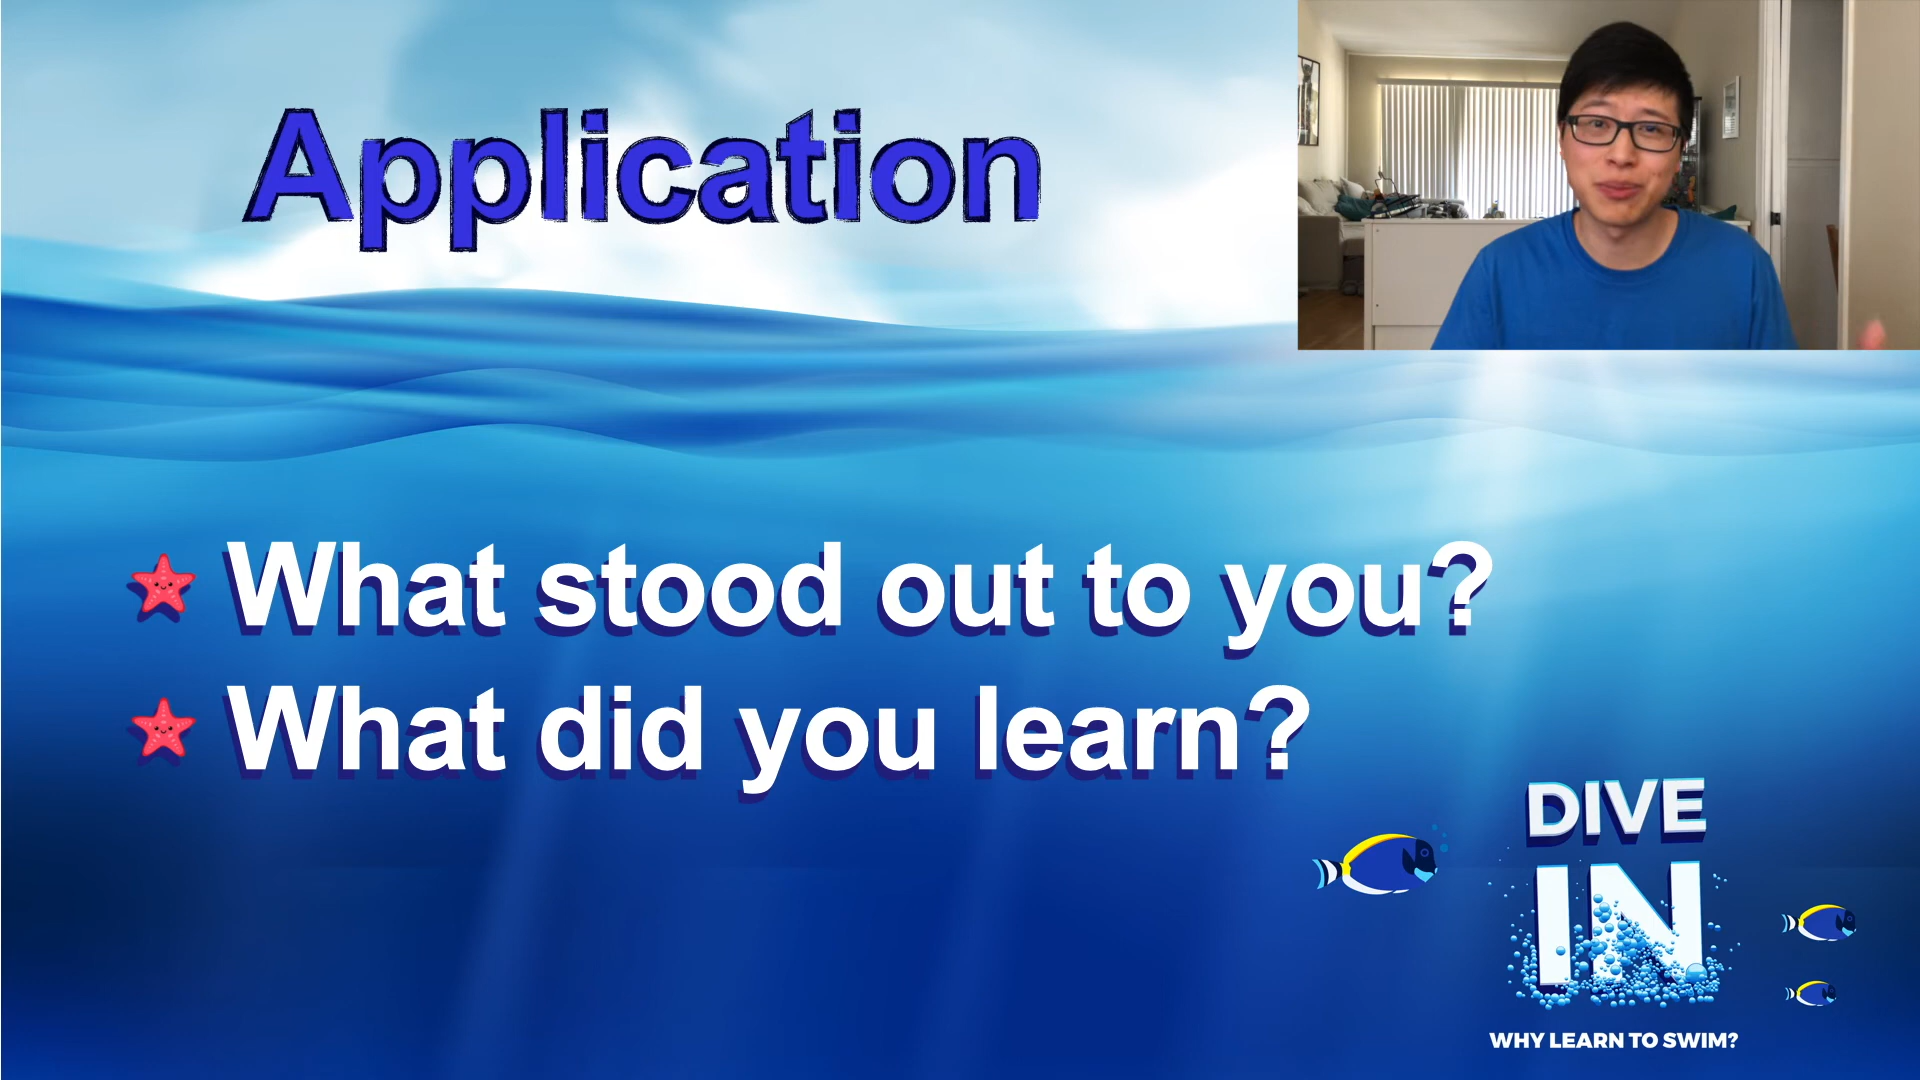 Application
What stood out to you?
What did you learn?
DIVE
IN
WHY LEARN TO SWIM?